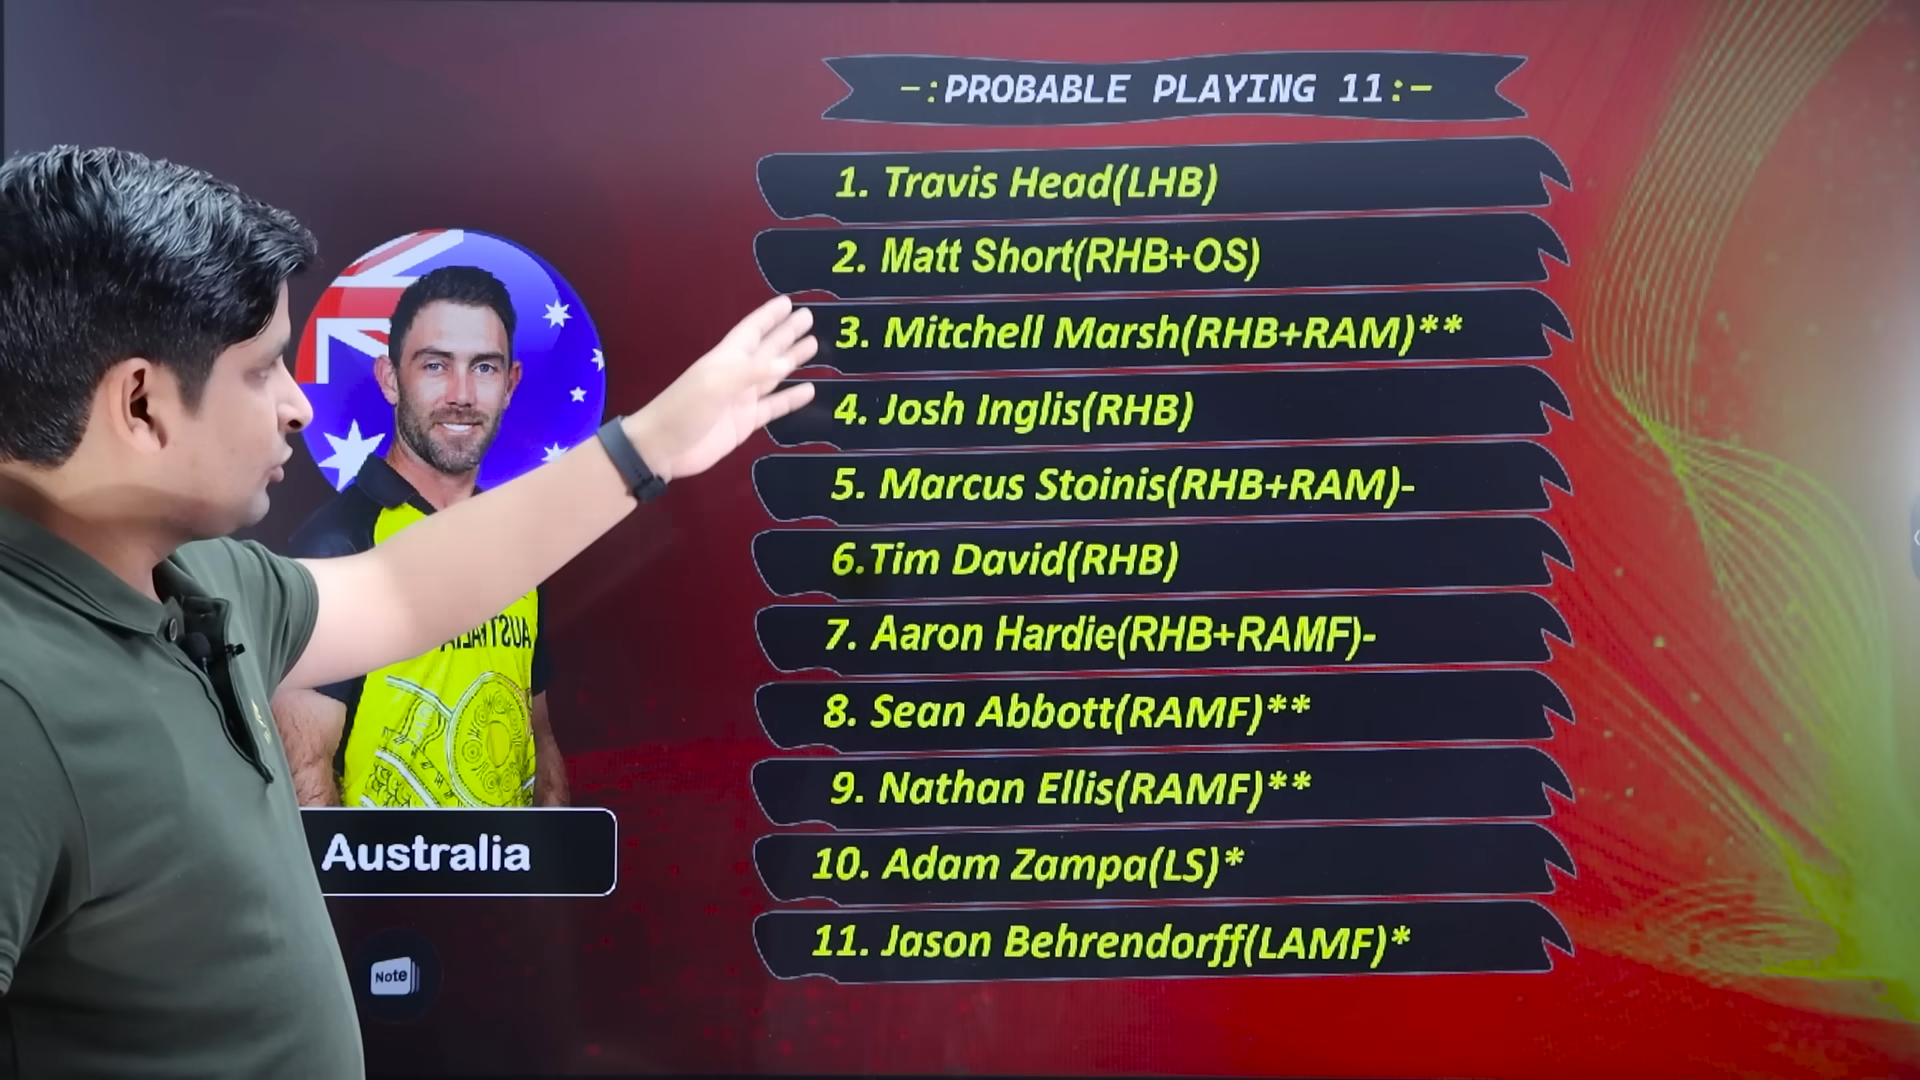 -:PROBABLE PLAYING 11:-
1. Travis Head(LHB)
2. Matt Short(RHB+OS)
3. Mitchell Marsh(RHB+RAM)**
4. Josh Inglis(RHB)
5. Marcus Stoinis(RHB+RAM)-
6.Tim David(RHB)
7. Aaron Hardie(RHB+RAMF)-
8. Sean Abbott(RAMF)**
9. Nathan Ellis(RAMF)**
10. Adam Zampa(LS)*
11. Jason Behrendorff(LAMF)*
AUSTRALIA
Australia
Note